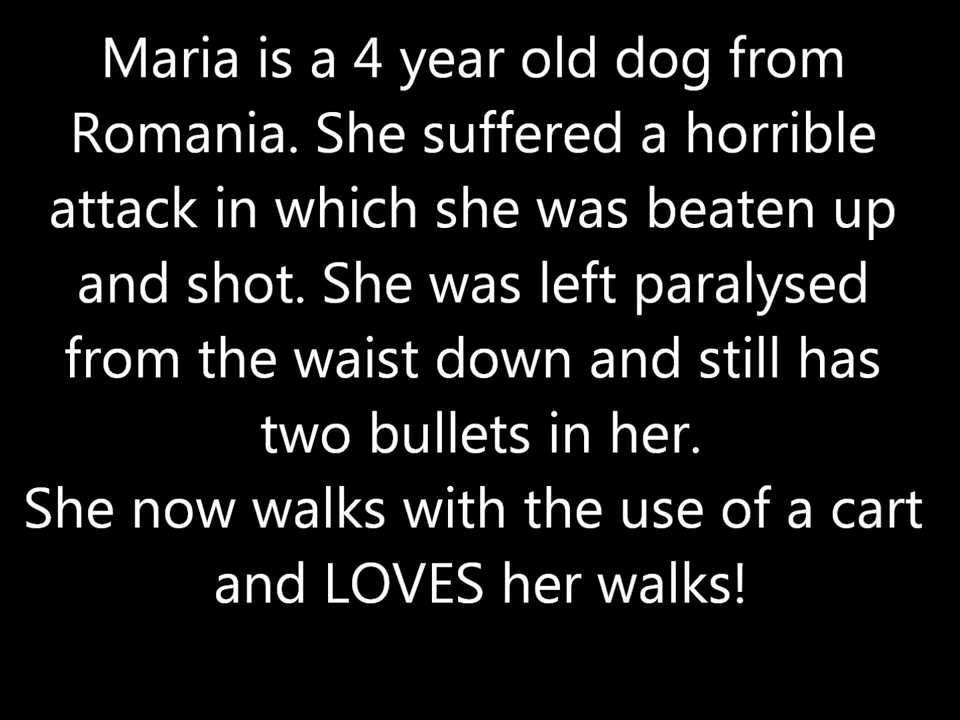 Maria is a 4 year old dog from
Romania. She suffered a horrible
attack in which she was beaten up
and shot. She was left paralysed
from the waist down and still has
two bullets in her.
She now walks with the use of a cart
and LOVES her walks!